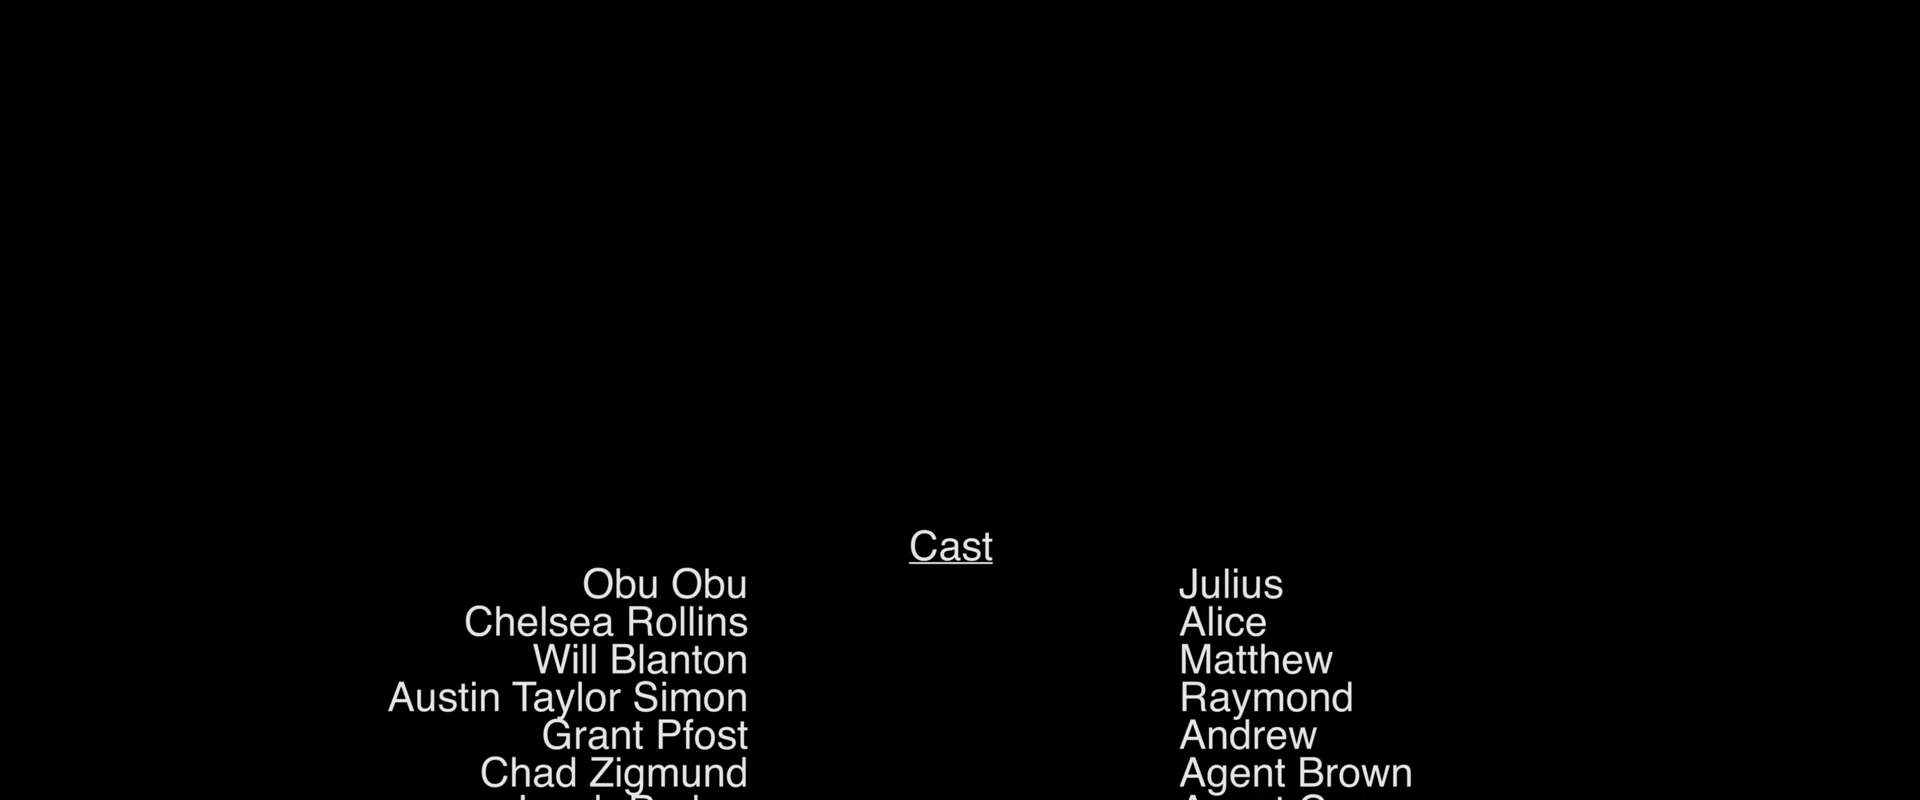 Cast
Obu Obu Julius
Chelsea Rollins Alice
Will Blanton Matthew
Austin Taylor Simon Raymond
Grant Pfost Andrew
Chad Zigmund Agent Brown